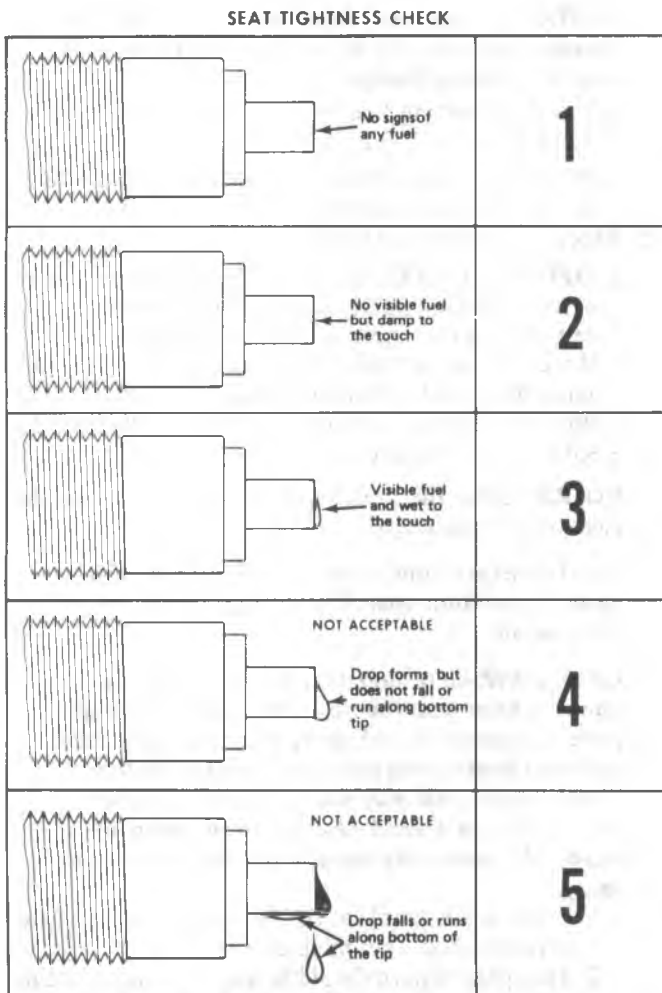 SEAT TIGHTNESS CHECK
No signsof
any fuel
1
No visible fuel
but damp to
the touch
2
Visible fuel
and wet to
the touch
3
NOT ACCEPTABLE
Drop forms but
does not fall or
run along bottom
tip
4
NOT ACCEPTABLE
Drop falls or runs
along bottom of
the tip
5